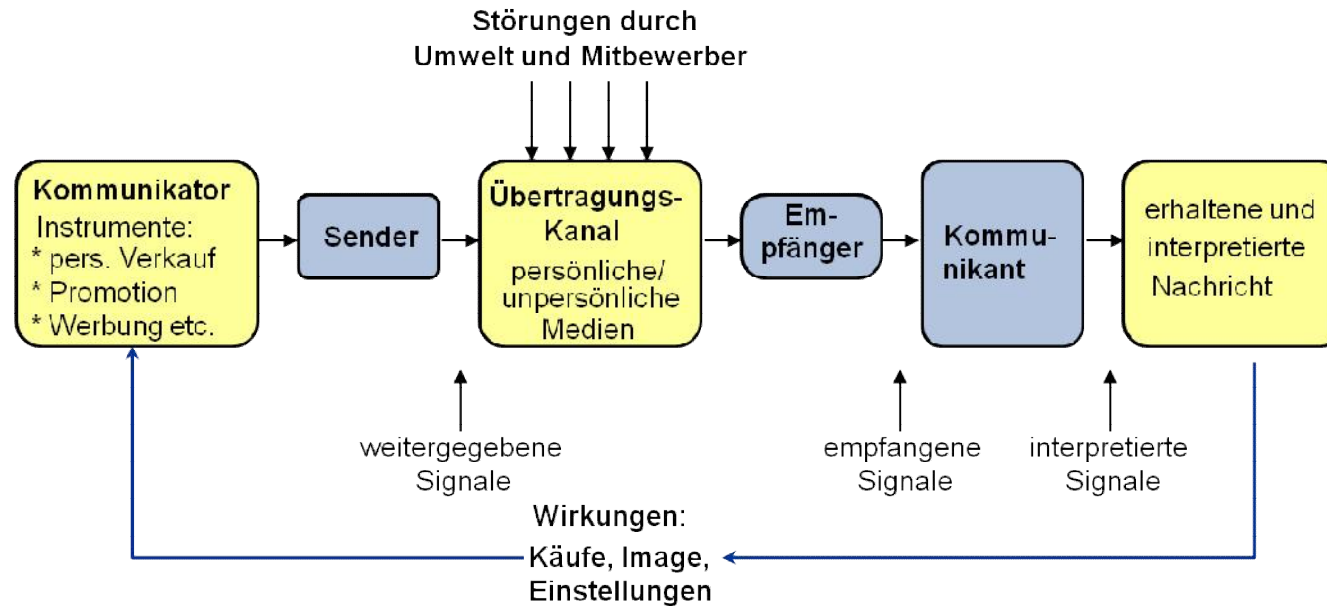 Störungen durch
Umwelt und Mitbewerber
Kommunikator
Instrumente:
* pers. Verkauf
* Promotion
* Werbung etc.
Sender
Übertragungs-
Kanal
persönliche/
unpersönliche
Medien
Em-
pfänger
Kommu-
nikant
erhaltene und
interpretierte
Nachricht
weitergegebene
Signale
empfangene
Signale
interpretierte
Signale
Wirkungen:
Käufe, Image,
Einstellungen